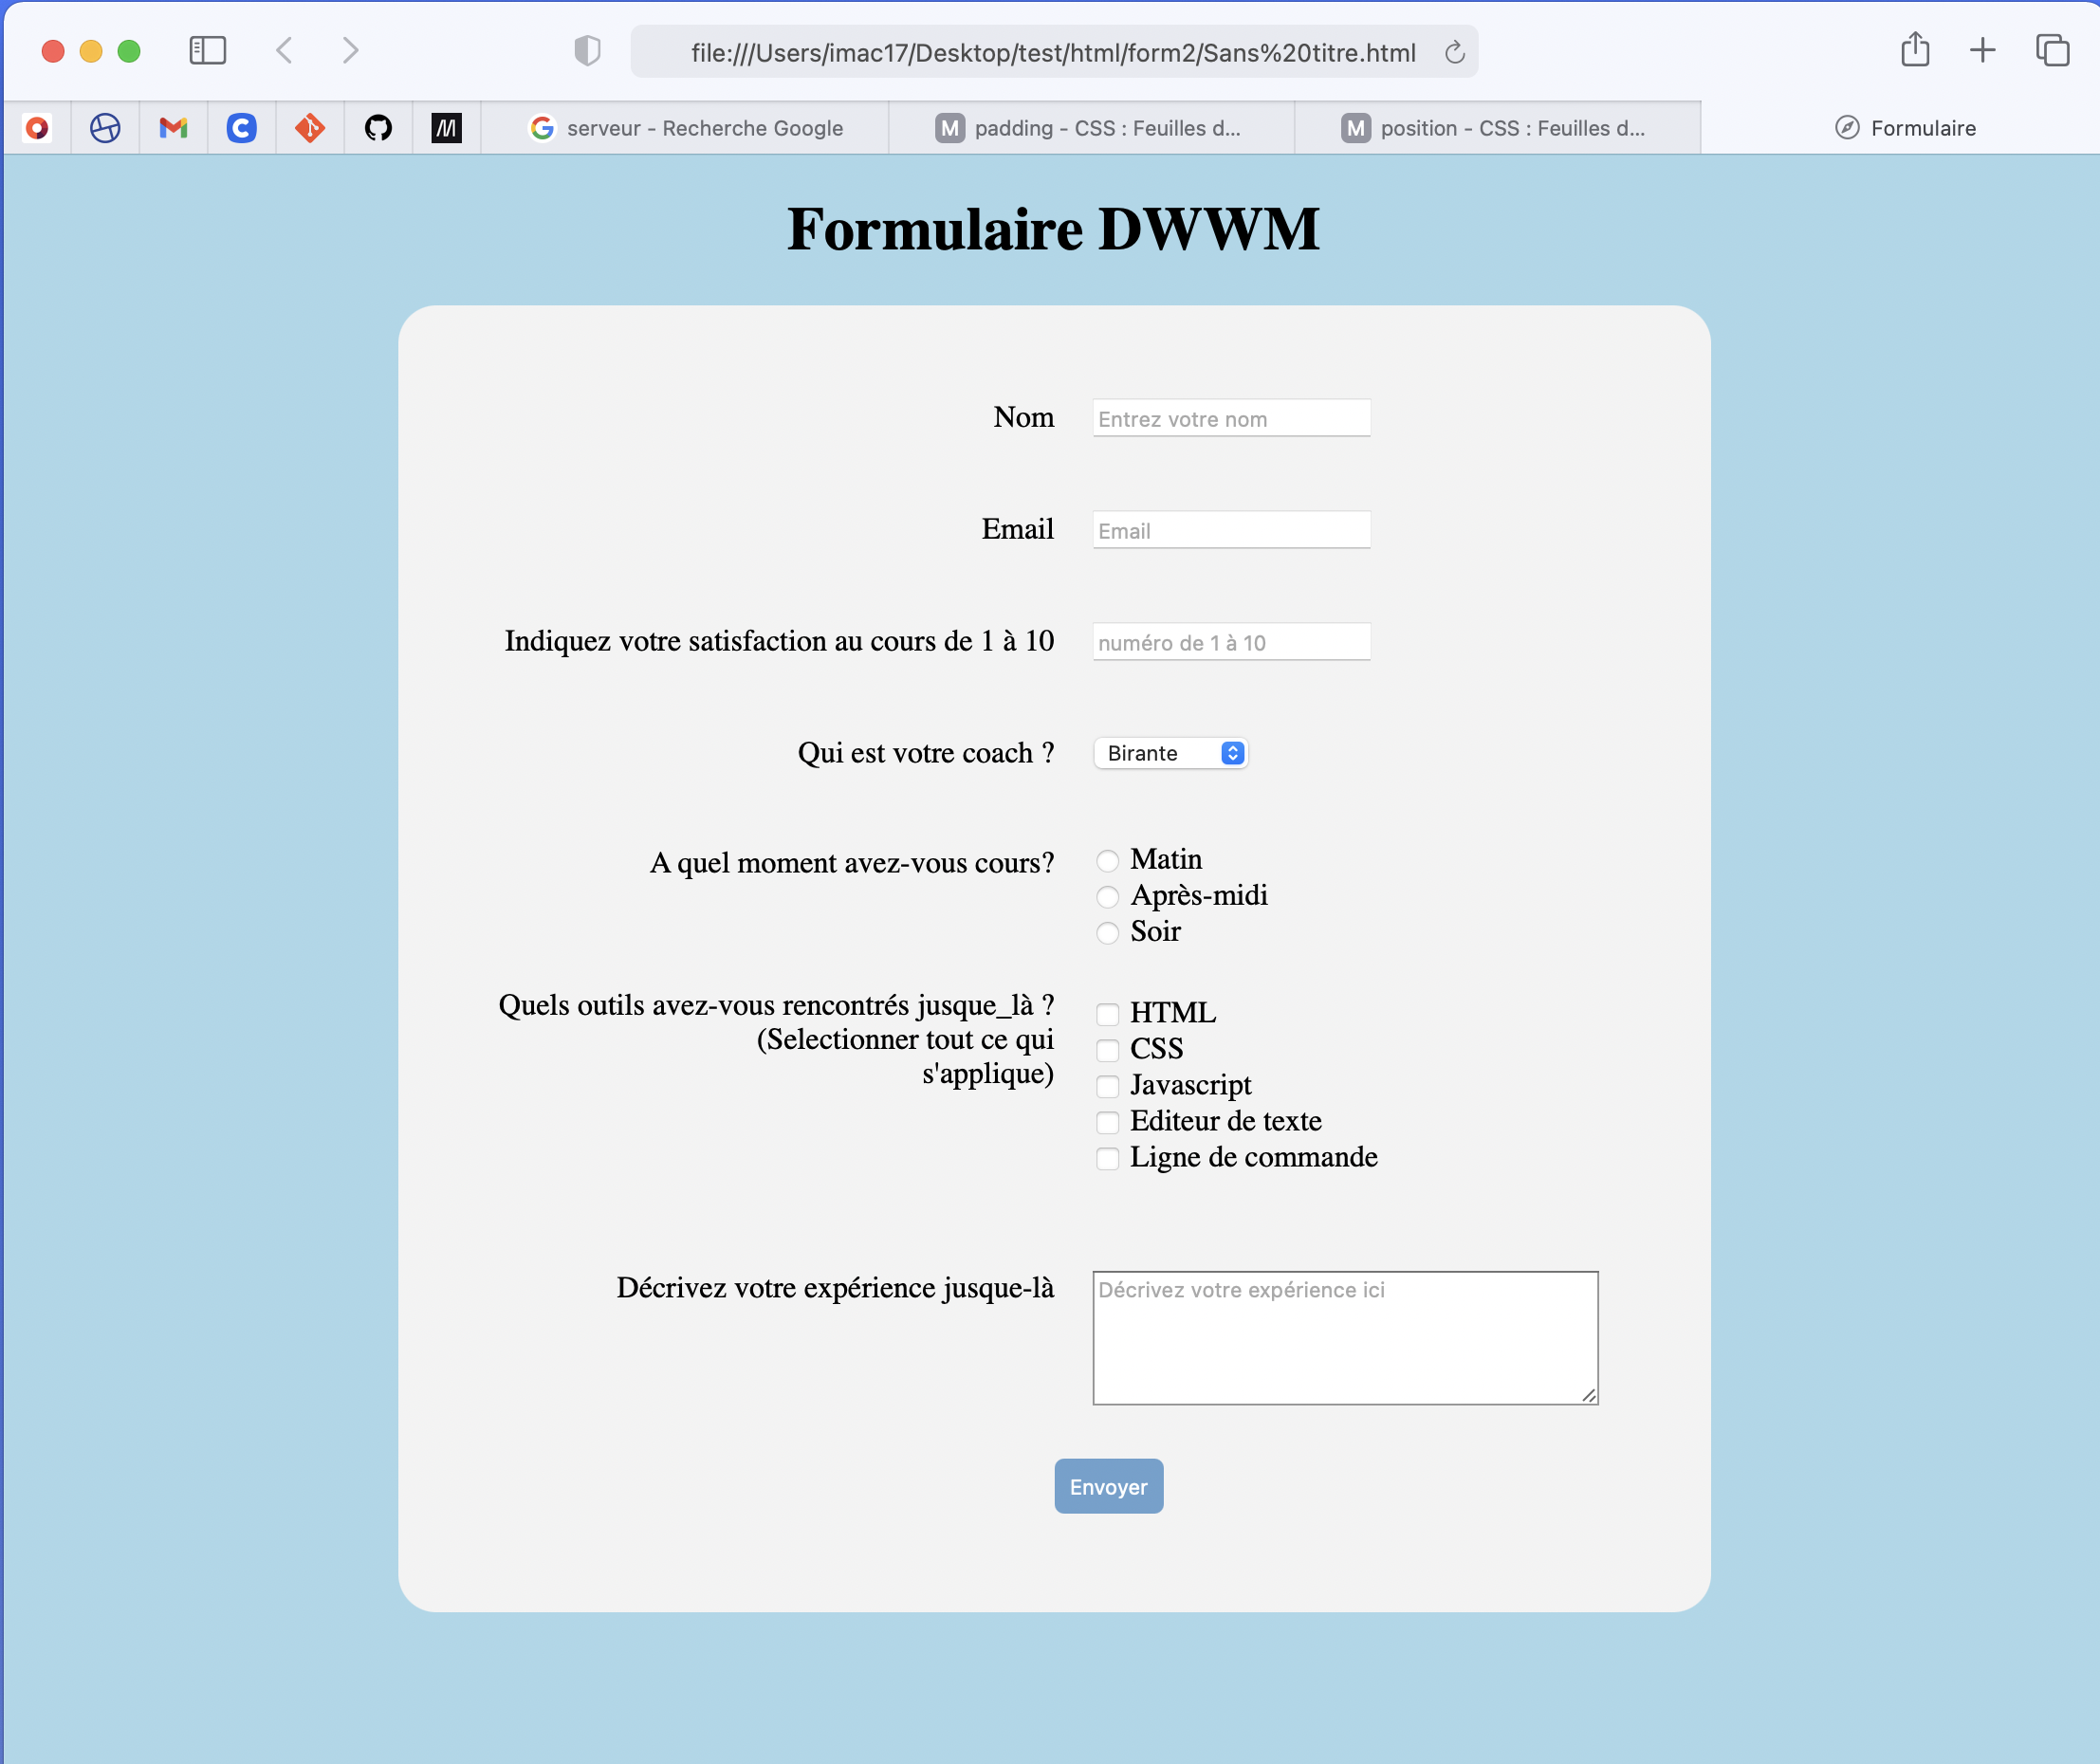 file:///Users/imac17/Desktop/test/html/form2/Sans%20titre.html
serveur - Recherche Google
M padding - CSS : Feuilles d...
M position - CSS : Feuilles d...
Formulaire
Formulaire DWWM
Nom Entrez votre nom
Email Email
Indiquez votre satisfaction au cours de 1 à 10 numéro de 1 à 10
Qui est votre coach ? Birante
A quel moment avez-vous cours?
Matin
Après-midi
Soir
Quels outils avez-vous rencontrés jusque_là ?
(Selectionner tout ce qui
s'applique)
HTML
CSS
Javascript
Editeur de texte
Ligne de commande
Décrivez votre expérience jusque-là Décrivez votre expérience ici
Envoyer